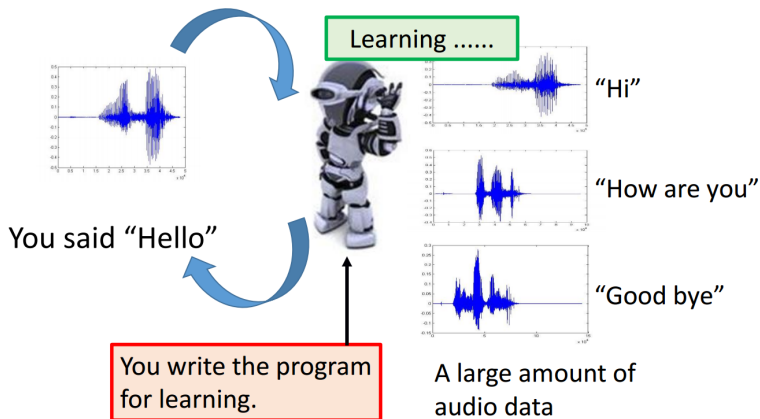 Learning ......
“Hi”
“How are you”
You said “Hello”
“Good bye”
You write the program
for learning.
A large amount of
audio data